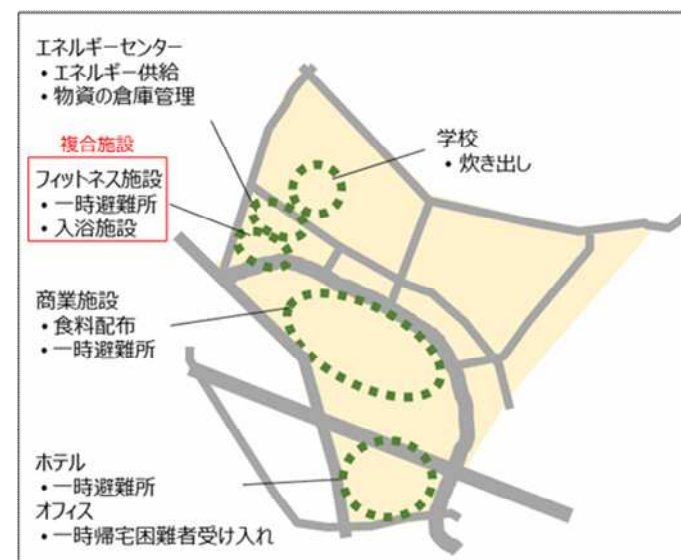 エネルギーセンター
• エネルギー供給
• 物資の倉庫管理
複合施設
フィットネス施設
• 一時避難所
• 入浴施設
学校
• 炊き出し
商業施設
• 食料配布
• 一時避難所
ホテル
• 一時避難所
オフィス
• 一時帰宅困難者受け入れ